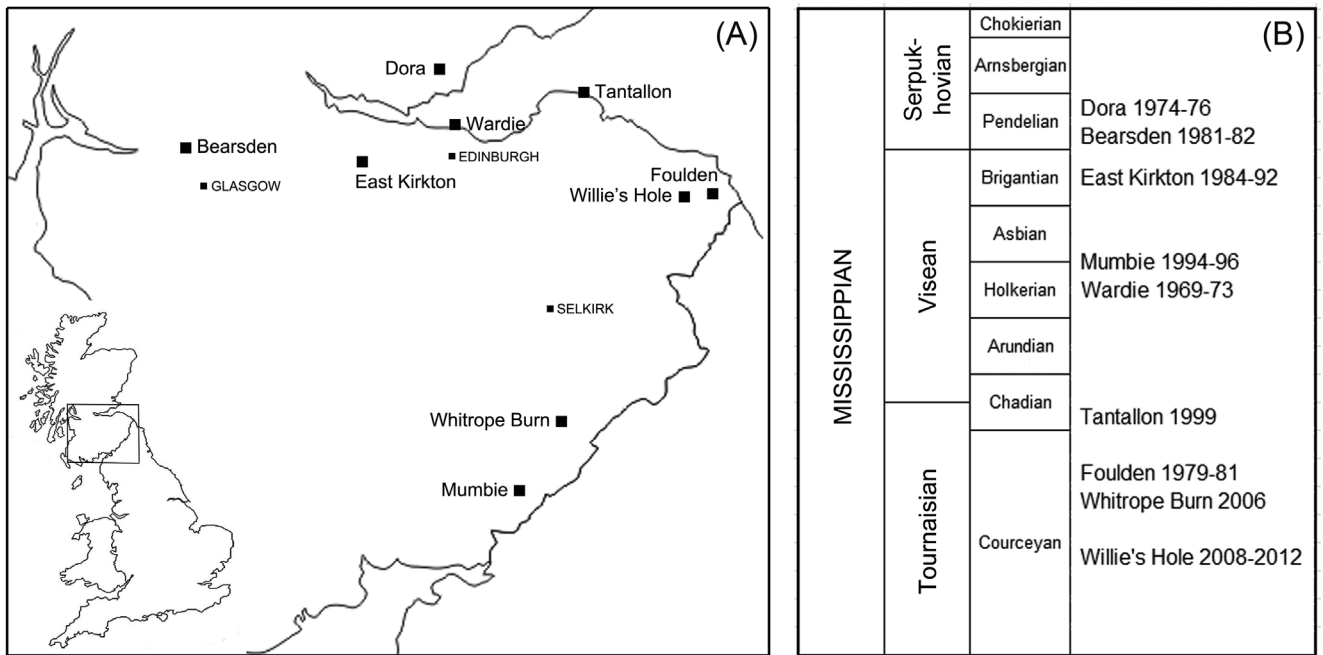 (A)
Dora
Tantallon
Wardie
Bearsden
EDINBURGH
East Kirkton
GLASGOW
Foulden
Willie's Hole
SELKIRK
Whitrope Burn
Mumbie
(B)
MISSISSIPPIAN
Serpuk-
hovian
Visean
Tournaisian
Chokierian
Arnsbergian
Pendelian
Brigantian
Asbian
Holkerian
Arundian
Chadian
Courceyan
Dora 1974-76
Bearsden 1981-82
East Kirkton 1984-92
Mumbie 1994-96
Wardie 1969-73
Tantallon 1999
Foulden 1979-81
Whitrope Burn 2006
Willie's Hole 2008-2012